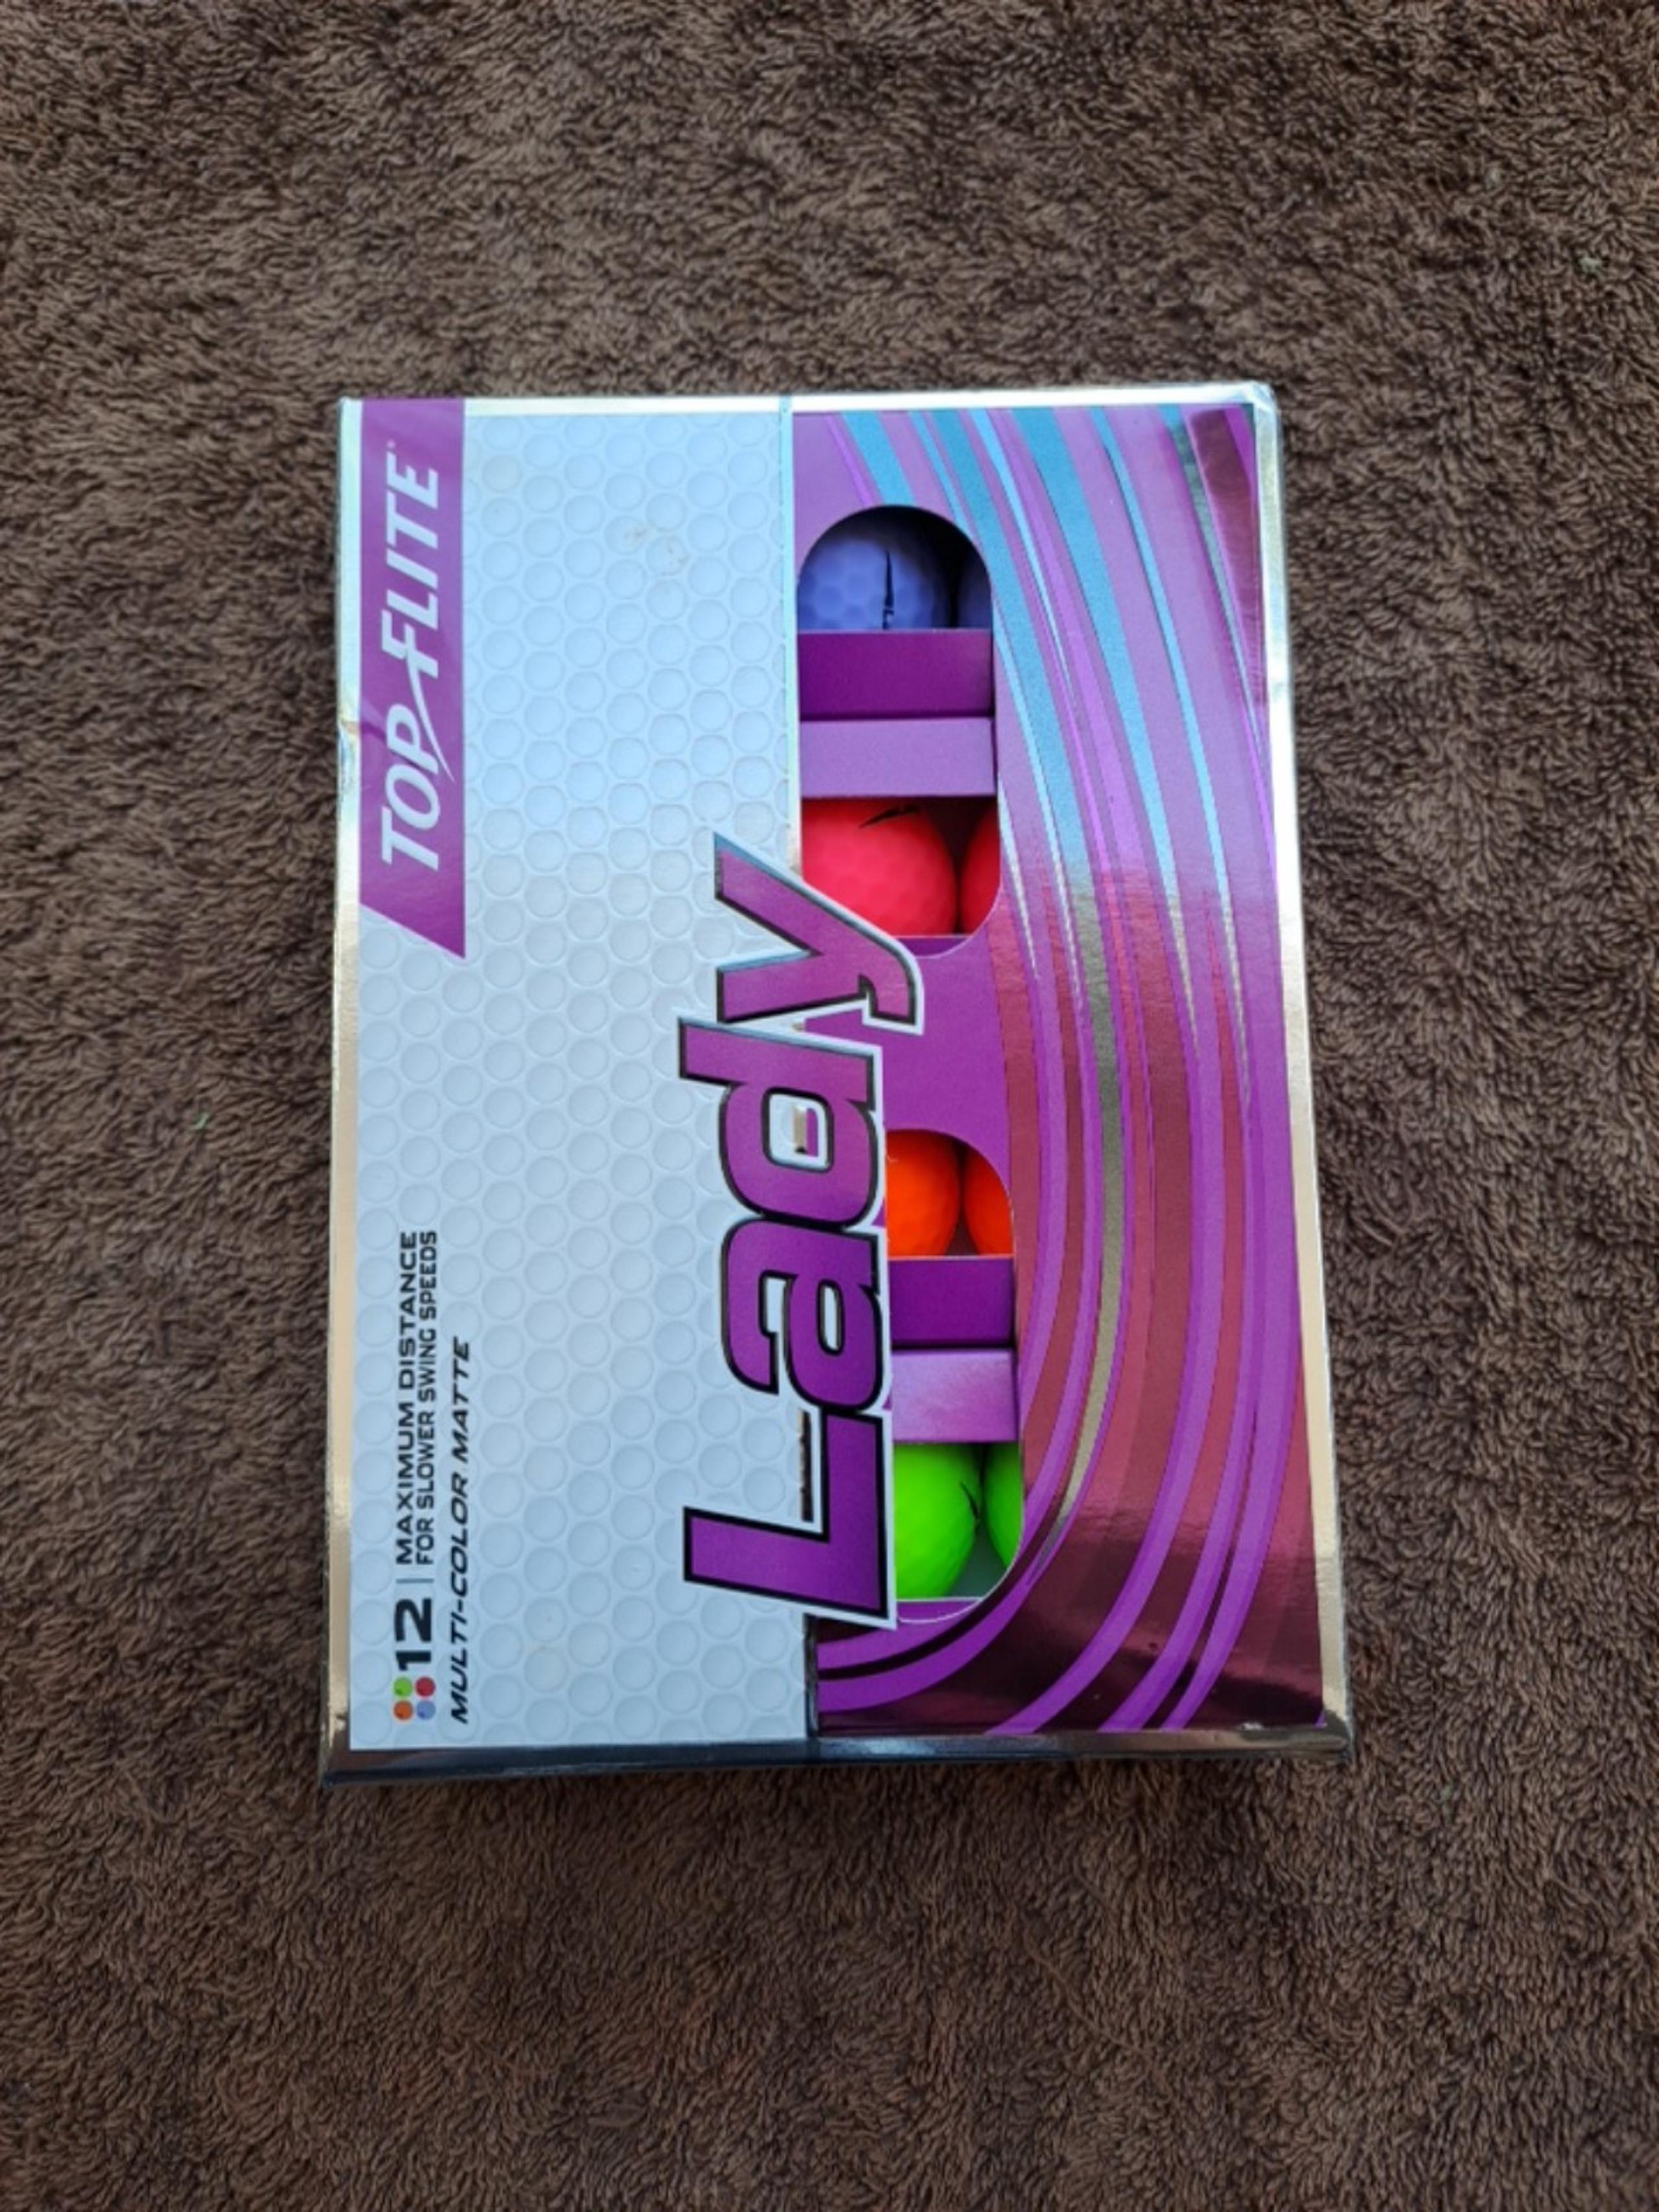 TOP FLITE
Lady
12 | MAXIMUM DISTANCE
FOR SLOWER SWING SPEEDS
MULTI-COLOR MATTE